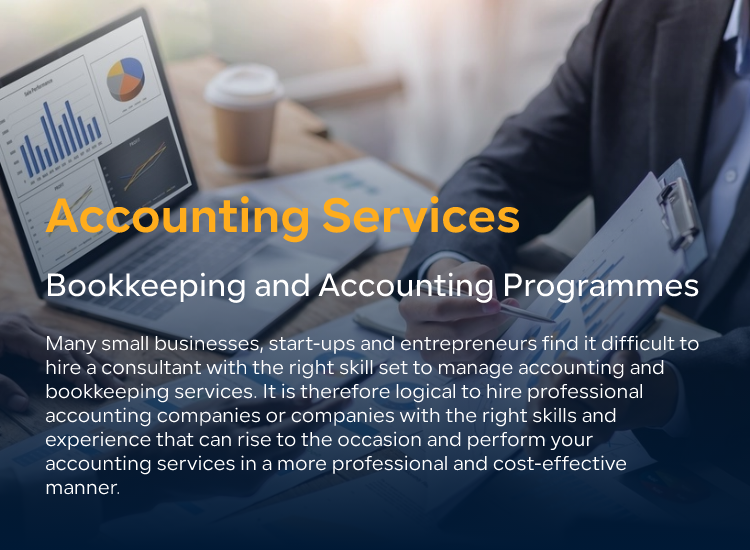 Accounting Services
Bookkeeping and Accounting Programmes
Many small businesses, start-ups and entrepreneurs find it difficult to
hire a consultant with the right skill set to manage accounting and
bookkeeping services. It is therefore logical to hire professional
accounting companies or companies with the right skills and
experience that can rise to the occasion and perform your
accounting services in a more professional and cost-effective
manner.